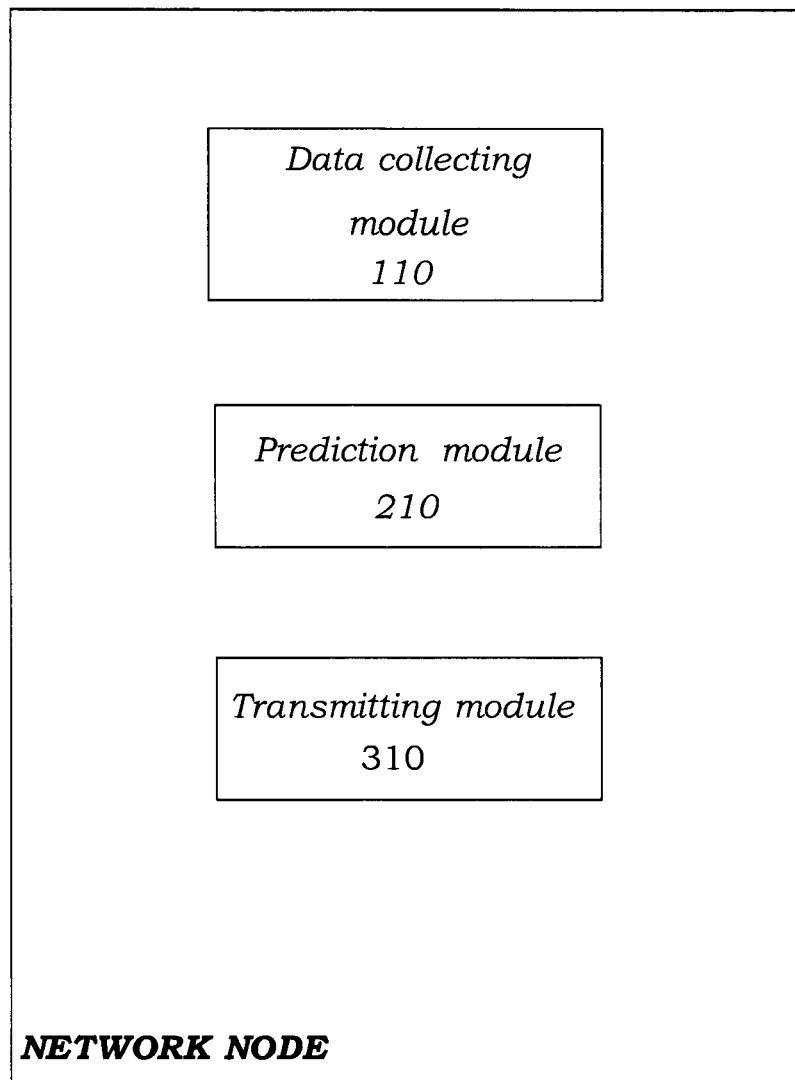 Data collecting
module
110
Prediction module
210
Transmitting module
310
NETWORK NODE